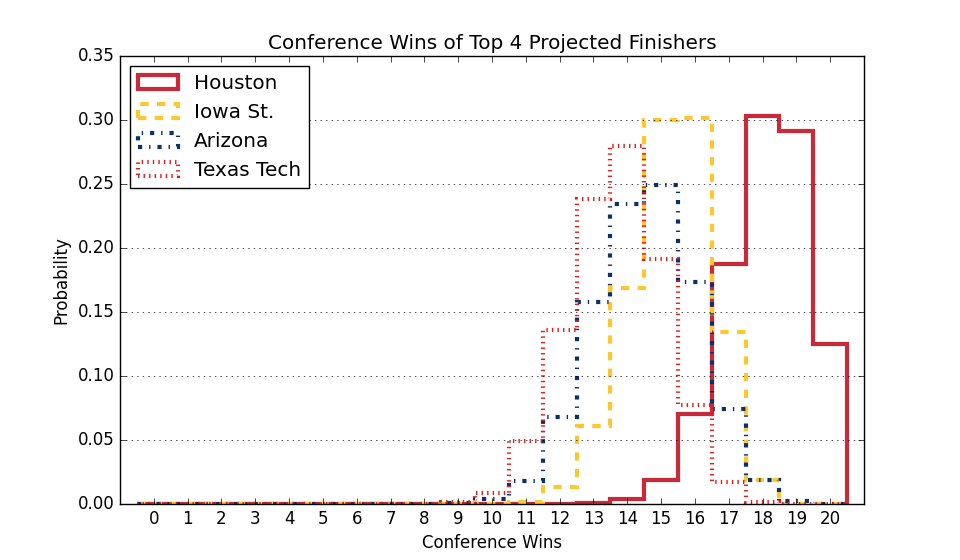 Conference Wins of Top 4 Projected Finishers
0.35
0.30
0.25
0.20
0.15
0.10
0.05
0.00
Probability
Houston
Iowa St.
Arizona
Texas Tech
0 1 2 3 4 5 6 7 8 9 10 11 12 13 14 15 16 17 18 19 20
Conference Wins